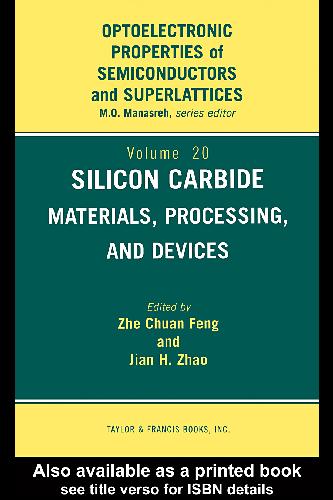 OPTOELECTRONIC
PROPERTIES of
SEMICONDUCTORS
and SUPERLATTICES
M.O. Manasreh, series editor
Volume 20
SILICON CARBIDE
MATERIALS, PROCESSING,
AND DEVICES
Edited by
Zhe Chuan Feng
and
Jian H. Zhao
TAYLOR & FRANCIS BOOKS, INC.
Also available as a printed book
see title verso for ISBN details